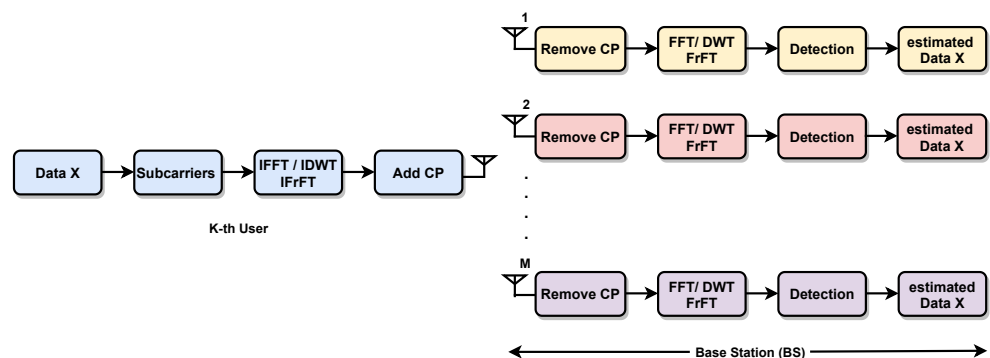 1
Remove CP
FFT/ DWT
FrFT
Detection
estimated
Data X
2
Remove CP
FFT/ DWT
FrFT
Detection
estimated
Data X
Data X
Subcarriers
IFFT / IDWT
IFrFT
Add CP
K-th User
M
Remove CP
FFT/ DWT
FrFT
Detection
estimated
Data X
Base Station (BS)